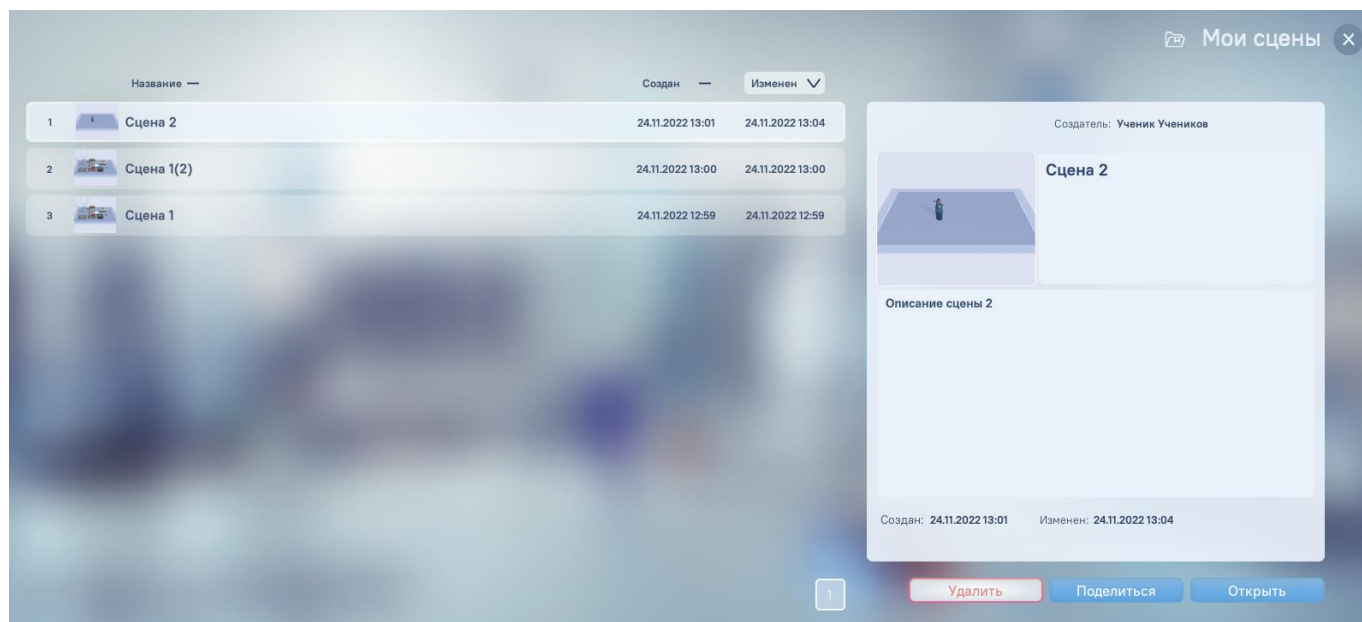 Мои сцены
Название — Создан — Изменен
1 Сцена 2 24.11.2022 13:01 24.11.2022 13:04
2 Сцена 1(2) 24.11.2022 13:00 24.11.2022 13:00
3 Сцена 1 24.11.2022 12:59 24.11.2022 12:59
Создатель: Ученик Учеников
Сцена 2
Описание сцены 2
Создан: 24.11.2022 13:01 Изменен: 24.11.2022 13:04
1
Удалить Поделиться Открыть